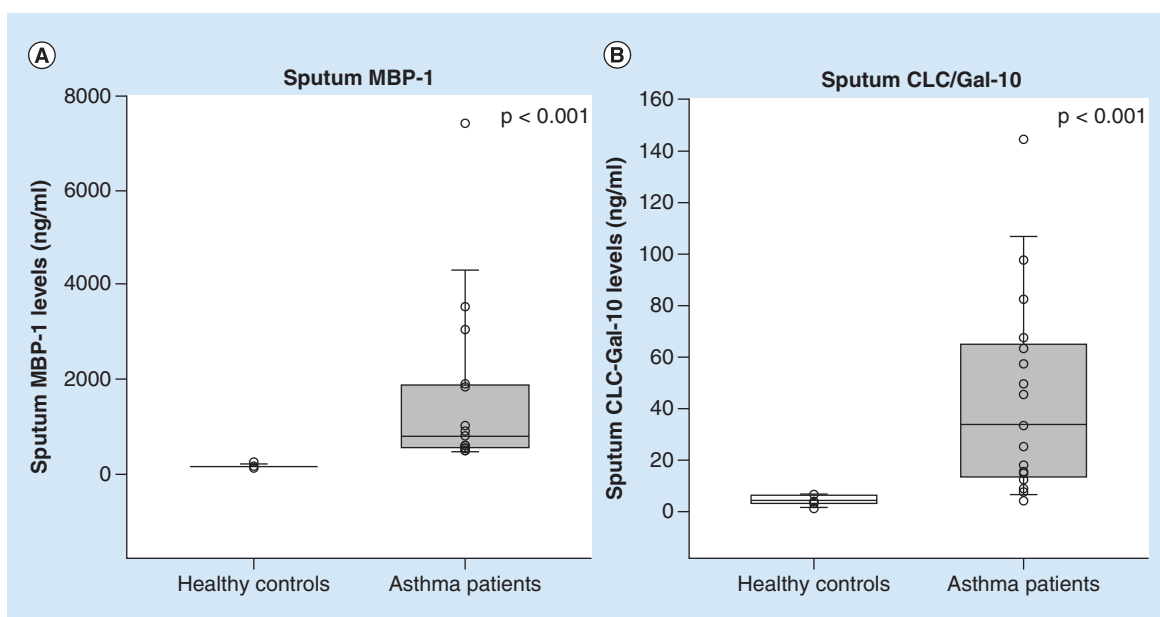 A
Sputum MBP-1
p < 0.001
Sputum MBP-1 levels (ng/ml)
8000
6000
4000
2000
0
Healthy controls
Asthma patients
B
Sputum CLC/Gal-10
p < 0.001
Sputum CLC-Gal-10 levels (ng/ml)
160
140
120
100
80
60
40
20
0
Healthy controls
Asthma patients